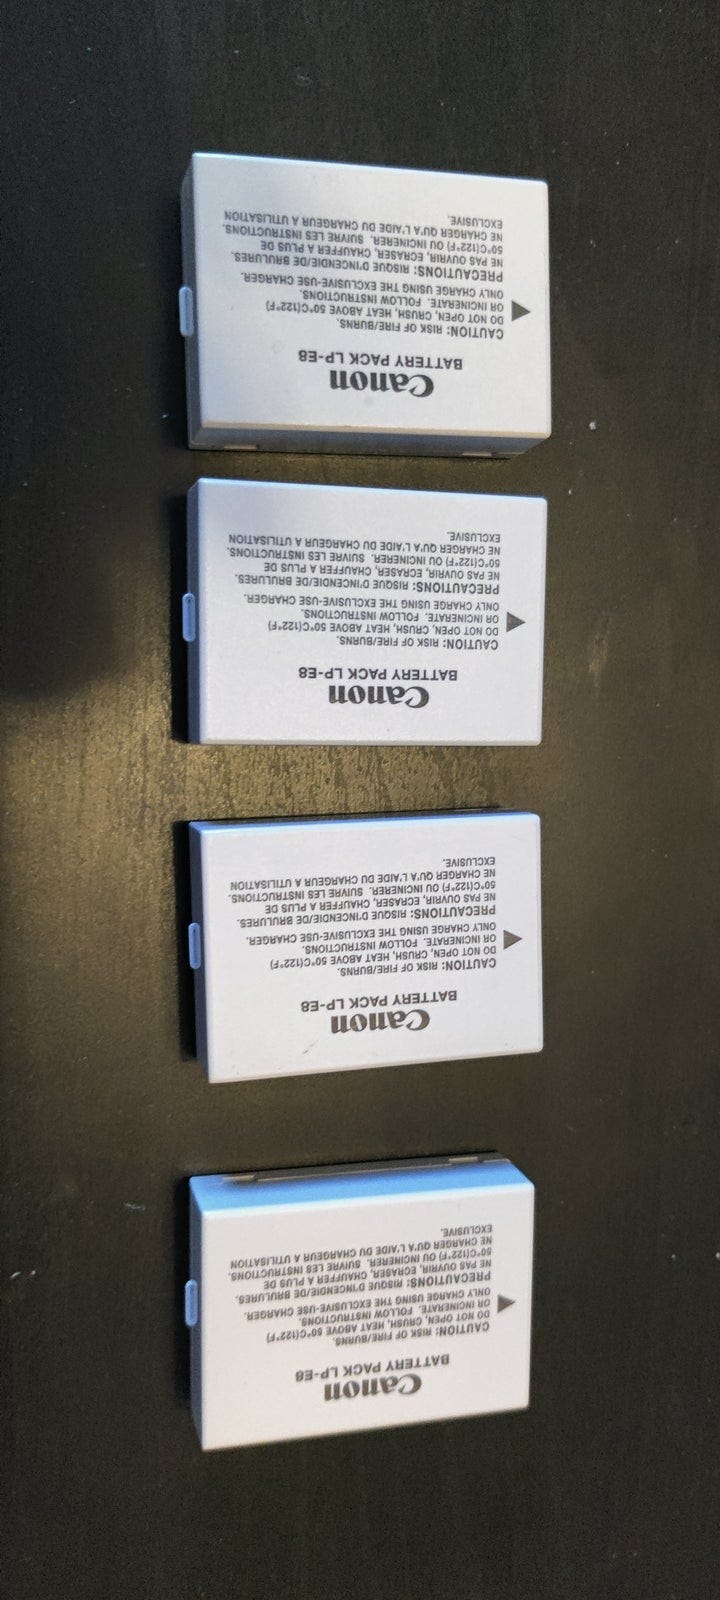 Canon
BATTERY PACK LP-E8
CAUTION: RISK OF FIRE/BURNS.
DO NOT OPEN, CRUSH, HEAT ABOVE 50°C(122°F)
OR INCINERATE. FOLLOW INSTRUCTIONS.
ONLY CHARGE USING THE EXCLUSIVE-USE CHARGER.
PRECAUTIONS: RISQUE D'INCENDIE/DE BRULURES.
NE PAS OUVRIR, ECRASER, CHAUFFER A PLUS DE
50°C(122°F) OU INCINERER. SUIVRE LES INSTRUCTIONS.
NE CHARGER QU'A L'AIDE DU CHARGEUR A UTILISATION
EXCLUSIVE.
Canon
BATTERY PACK LP-E8
CAUTION: RISK OF FIRE/BURNS.
DO NOT OPEN, CRUSH, HEAT ABOVE 50°C(122°F)
OR INCINERATE. FOLLOW INSTRUCTIONS.
ONLY CHARGE USING THE EXCLUSIVE-USE CHARGER.
PRECAUTIONS: RISQUE D'INCENDIE/DE BRULURES.
NE PAS OUVRIR, ECRASER, CHAUFFER A PLUS DE
50°C(122°F) OU INCINERER. SUIVRE LES INSTRUCTIONS.
NE CHARGER QU'A L'AIDE DU CHARGEUR A UTILISATION
EXCLUSIVE.
Canon
BATTERY PACK LP-E8
CAUTION: RISK OF FIRE/BURNS.
DO NOT OPEN, CRUSH, HEAT ABOVE 50°C(122°F)
OR INCINERATE. FOLLOW INSTRUCTIONS.
ONLY CHARGE USING THE EXCLUSIVE-USE CHARGER.
PRECAUTIONS: RISQUE D'INCENDIE/DE BRULURES.
NE PAS OUVRIR, ECRASER, CHAUFFER A PLUS DE
50°C(122°F) OU INCINERER. SUIVRE LES INSTRUCTIONS.
NE CHARGER QU'A L'AIDE DU CHARGEUR A UTILISATION
EXCLUSIVE.
Canon
BATTERY PACK LP-E8
CAUTION: RISK OF FIRE/BURNS.
DO NOT OPEN, CRUSH, HEAT ABOVE 50°C(122°F)
OR INCINERATE. FOLLOW INSTRUCTIONS.
ONLY CHARGE USING THE EXCLUSIVE-USE CHARGER.
PRECAUTIONS: RISQUE D'INCENDIE/DE BRULURES.
NE PAS OUVRIR, ECRASER, CHAUFFER A PLUS DE
50°C(122°F) OU INCINERER. SUIVRE LES INSTRUCTIONS.
NE CHARGER QU'A L'AIDE DU CHARGEUR A UTILISATION
EXCLUSIVE.